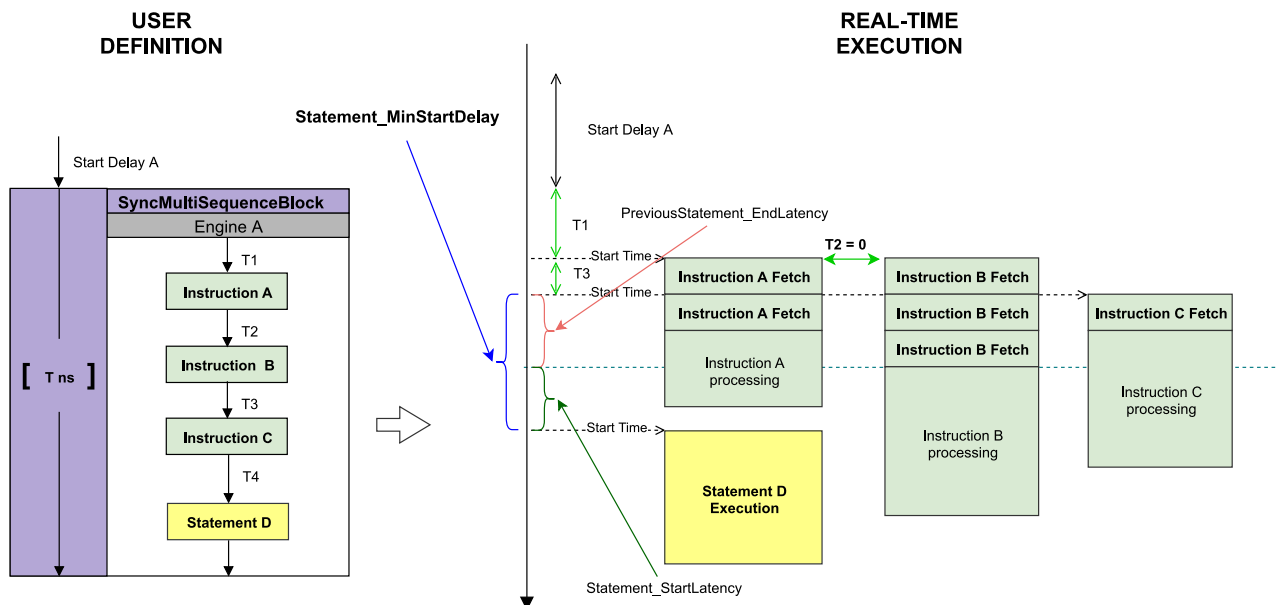 USER
DEFINITION
Start Delay A
SyncMultiSequenceBlock
Engine A
T1
Instruction A
T2
Instruction B
T3
Instruction C
T4
Statement D
[ T ns ]
REAL-TIME
EXECUTION
Statement_MinStartDelay
Start Delay A
PreviousStatement_EndLatency
T1
T2 = 0
Start Time
T3
Start Time
Instruction A Fetch
Instruction B Fetch
Instruction A Fetch
Instruction B Fetch
Instruction C Fetch
Instruction B Fetch
Instruction A
processing
Instruction C
processing
Start Time
Instruction B
processing
Statement D
Execution
Statement_StartLatency